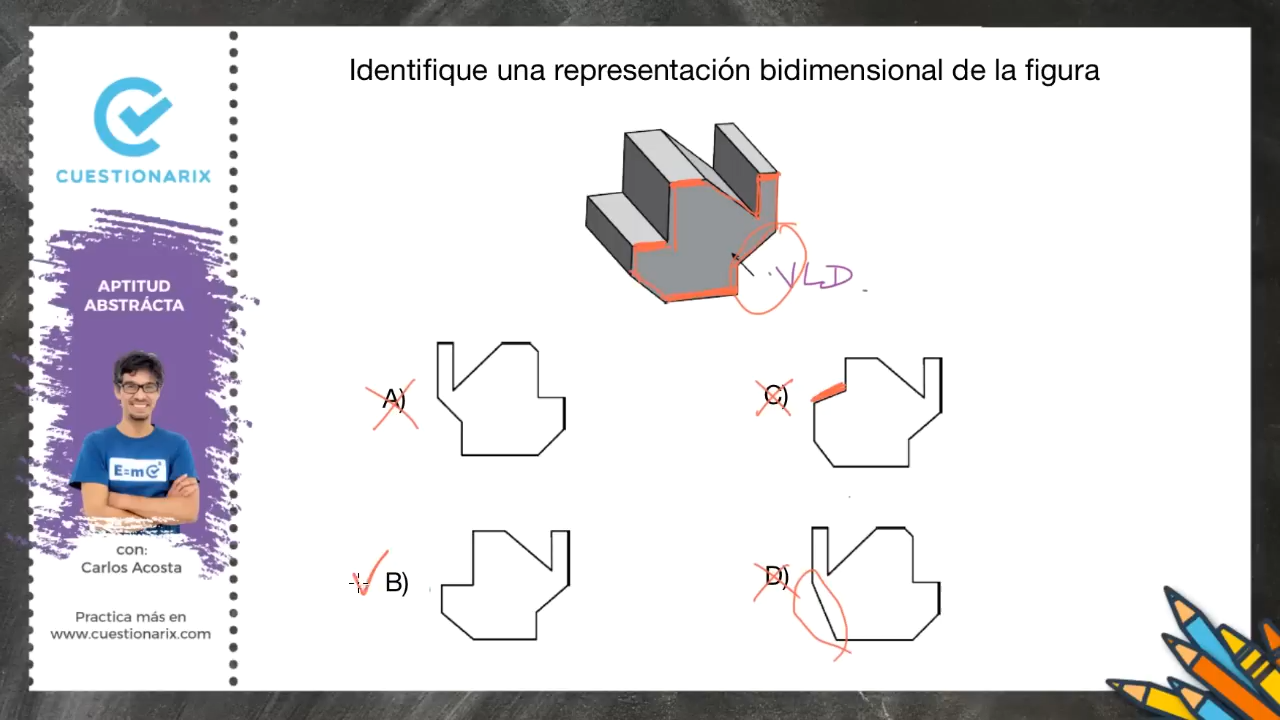 Identifique una representación bidimensional de la figura
CUESTIONARIX
APTITUD
ABSTRÁCTA
E=mC²
con:
Carlos Acosta
Practica más en
www.cuestionarix.com
VLD
A)
C)
B)
D)